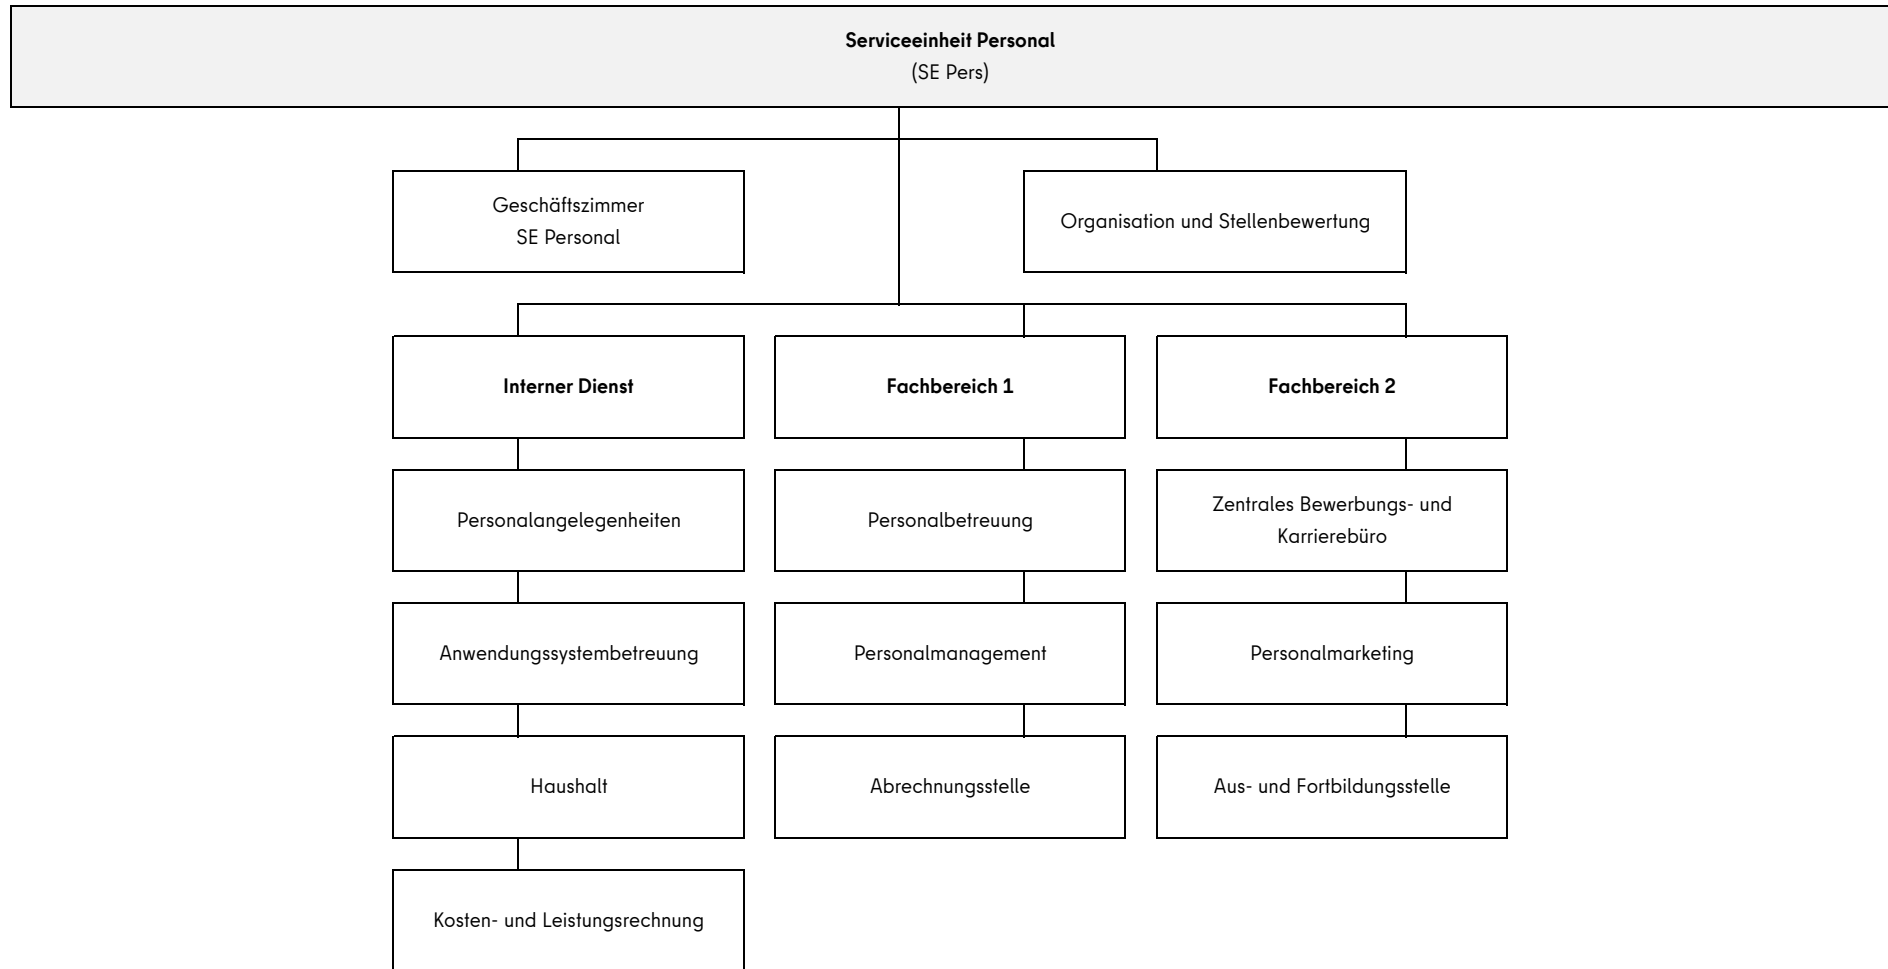 Serviceeinheit Personal
(SE Pers)
Geschäftszimmer
SE Personal
Organisation und Stellenbewertung
Interner Dienst
Fachbereich 1
Fachbereich 2
Personalangelegenheiten
Personalbetreuung
Zentrales Bewerbungs- und
Karrierebüro
Anwendungssystembetreuung
Personalmanagement
Personalmarketing
Haushalt
Abrechnungsstelle
Aus- und Fortbildungsstelle
Kosten- und Leistungsrechnung